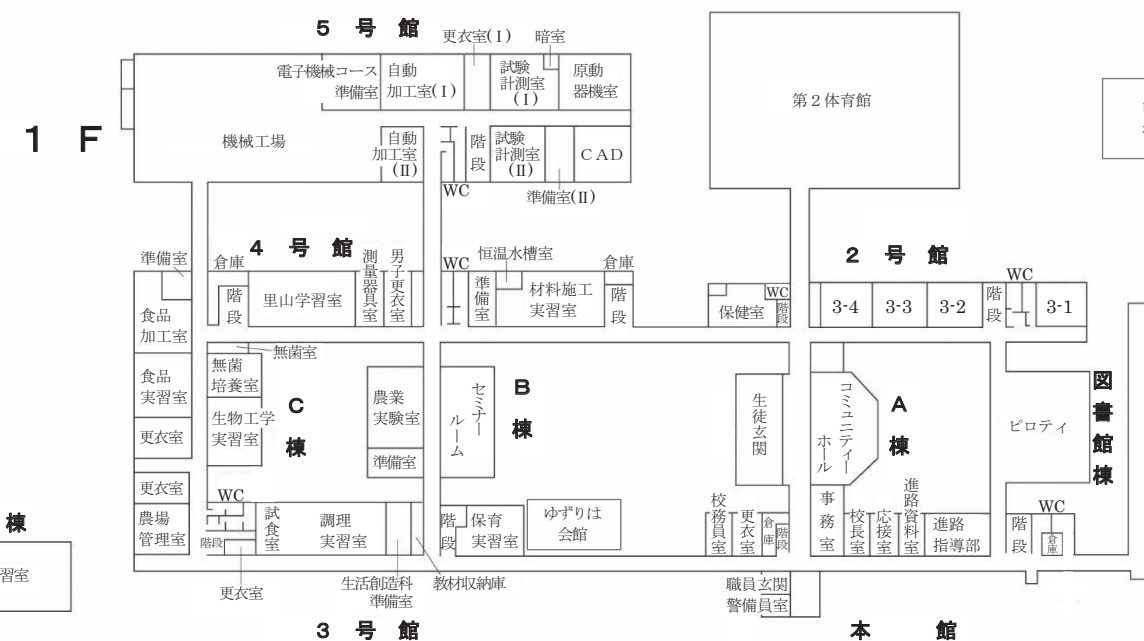 5号館
更衣室(Ⅰ)
暗室
電子機械コース
準備室
自動
加工室(Ⅰ)
試験
計測室
(Ⅰ)
原動
器機室
第２体育館
1 F
機械工場
自動
加工室
(Ⅱ)
階段
試験
計測室
(Ⅱ)
CAD
WC
準備室(Ⅱ)
4号館
準備室
倉庫
階段
里山学習室
測量器具室
男子更衣室
WC
恒温水槽室
準備室
材料施工
実習室
倉庫
階段
2号館
保健室
WC
階段
3-4
3-3
3-2
階段
WC
3-1
食品
加工室
無菌室
食品
実習室
無菌
培養室
C棟
農業
実験室
セミナー
ルーム
B棟
生徒玄関
コミュニティー
ホール
A棟
ピロティ
図書館棟
更衣室
生物工学
実習室
準備室
更衣室
WC
農場
管理室
階段
試食室
調理
実習室
階段
保育
実習室
ゆずりは
会館
校務員室
更衣室
倉庫
階段
事務室
校長室
応接室
進路資料室
進路
指導部
階段
WC
倉庫
棟
習室
更衣室
生活創造科
準備室
教材収納庫
職員玄関
警備員室
3号館
本館